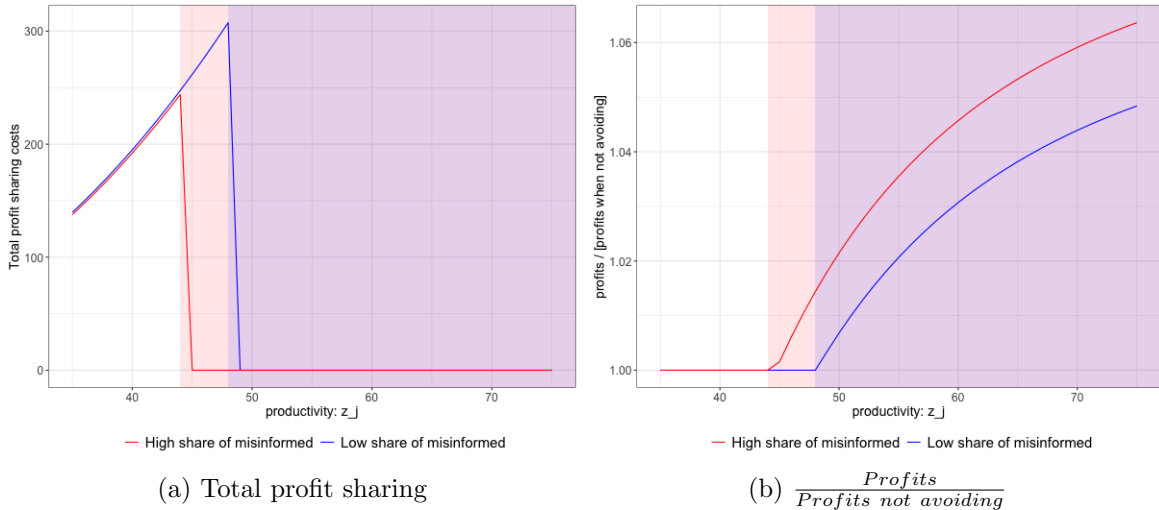 300
200
100
0
Total profit sharing costs
40 50 60 70
productivity: z_j
High share of misinformed Low share of misinformed
(a) Total profit sharing
1.06
1.04
1.02
1.00
profits / [profits when not avoiding]
40 50 60 70
productivity: z_j
High share of misinformed Low share of misinformed
(b) Profits
Profits not avoiding